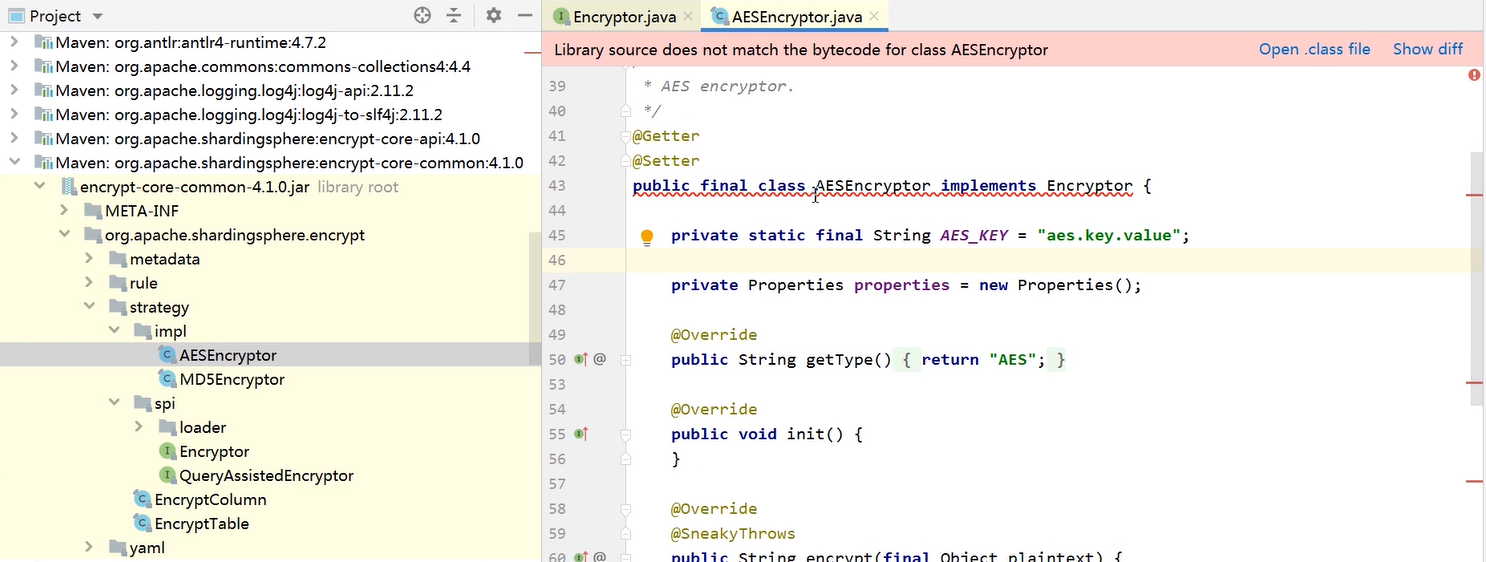 Project
Maven: org.antlr:antlr4-runtime:4.7.2
Maven: org.apache.commons:commons-collections4:4.4
Maven: org.apache.logging.log4j:log4j-api:2.11.2
Maven: org.apache.logging.log4j:log4j-to-slf4j:2.11.2
Maven: org.apache.shardingsphere:encrypt-core-api:4.1.0
Maven: org.apache.shardingsphere:encrypt-core-common:4.1.0
encrypt-core-common-4.1.0.jar library root
META-INF
org.apache.shardingsphere.encrypt
metadata
rule
strategy
impl
AESEncryptor
MD5Encryptor
spi
loader
Encryptor
QueryAssistedEncryptor
EncryptColumn
EncryptTable
yaml
Encryptor.java AESEncryptor.java
Library source does not match the bytecode for class AESEncryptor Open .class file Show diff
39 * AES encryptor.
40 */
41 @Getter
42 @Setter
43 public final class AESEncryptor implements Encryptor {
44
45 private static final String AES_KEY = "aes.key.value";
46
47 private Properties properties = new Properties();
48
49 @Override
50 @ public String getType() { return "AES"; }
53
54 @Override
55 public void init() {
56 }
57
58 @Override
59 @SneakyThrows
60 @ public String encrypt(final Object plaintext) {